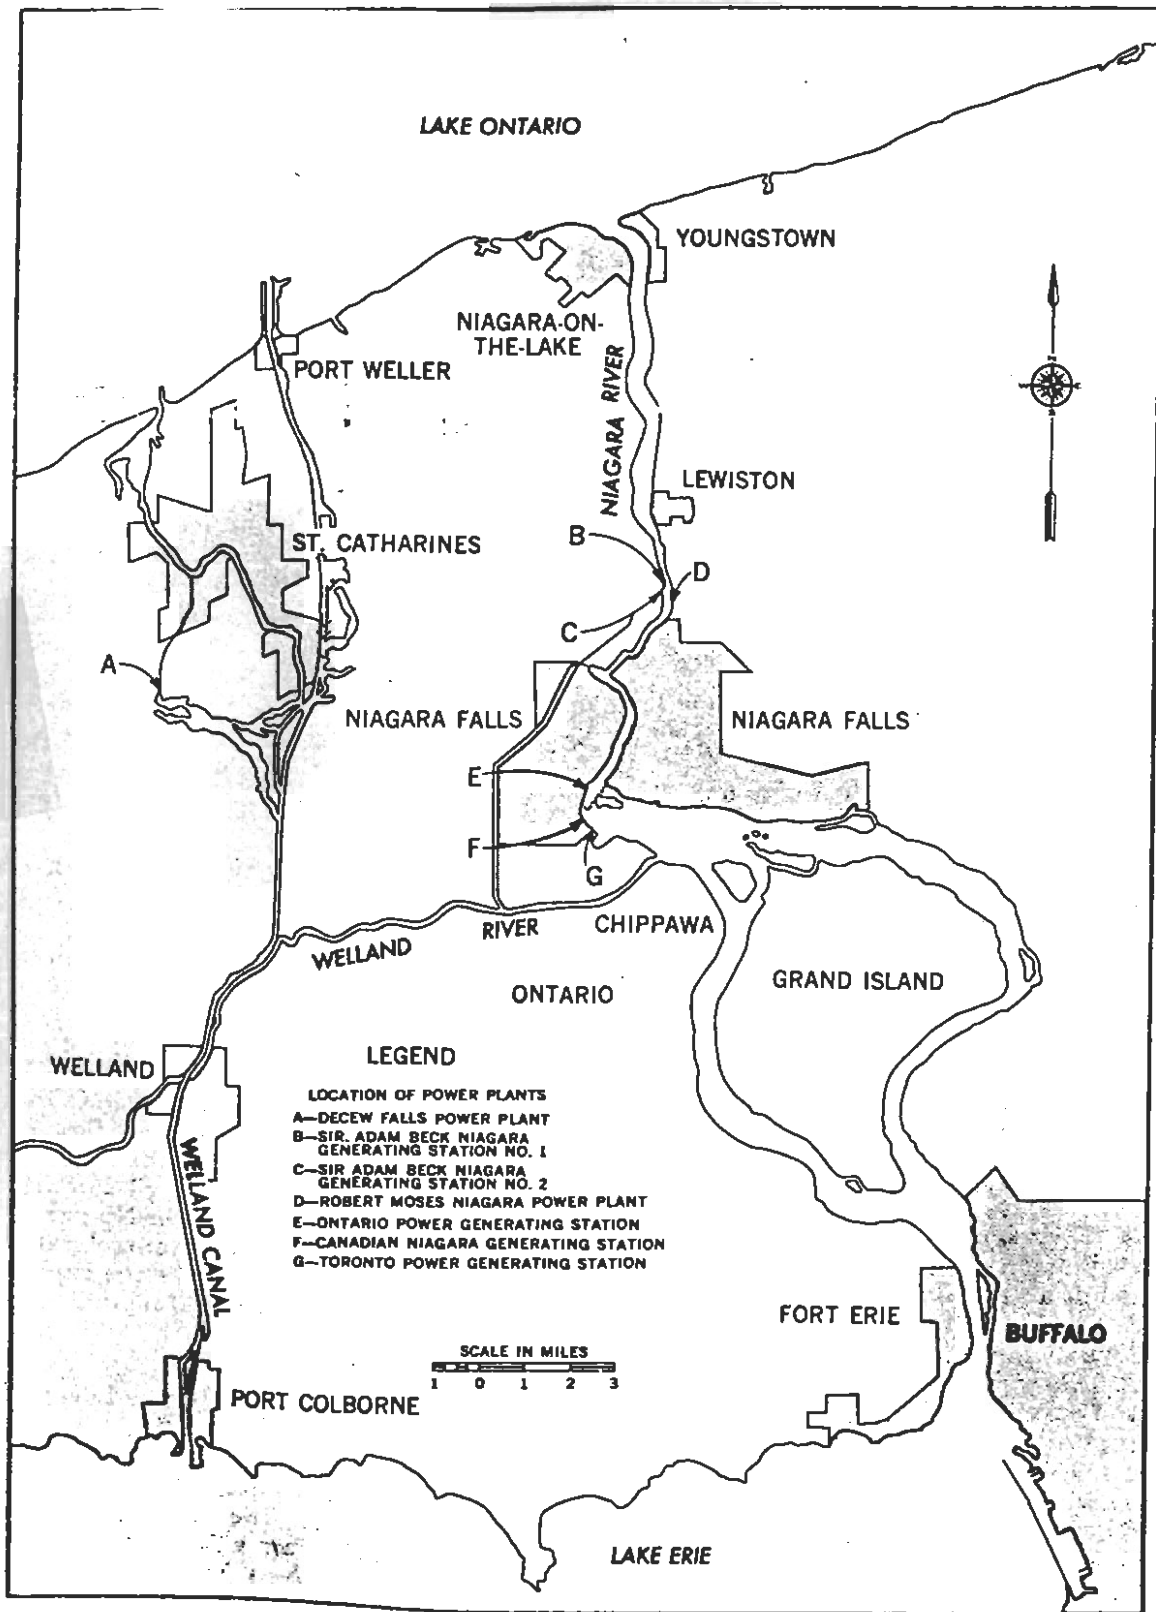 LAKE ONTARIO
YOUNGSTOWN
NIAGARA-ON-
THE-LAKE
PORT WELLER
NIAGARA RIVER
LEWISTON
B
ST. CATHARINES
D
C
A
NIAGARA FALLS
NIAGARA FALLS
E
F
G
RIVER
CHIPPAWA
WELLAND
GRAND ISLAND
ONTARIO
WELLAND
LEGEND
LOCATION OF POWER PLANTS
A—DECEW FALLS POWER PLANT
B—SIR. ADAM BECK NIAGARA
GENERATING STATION NO. 1
C—SIR ADAM BECK NIAGARA
GENERATING STATION NO. 2
D—ROBERT MOSES NIAGARA POWER PLANT
E—ONTARIO POWER GENERATING STATION
F—CANADIAN NIAGARA GENERATING STATION
G—TORONTO POWER GENERATING STATION
WELLAND CANAL
FORT ERIE
BUFFALO
SCALE IN MILES
1 0 1 2 3
PORT COLBORNE
LAKE ERIE